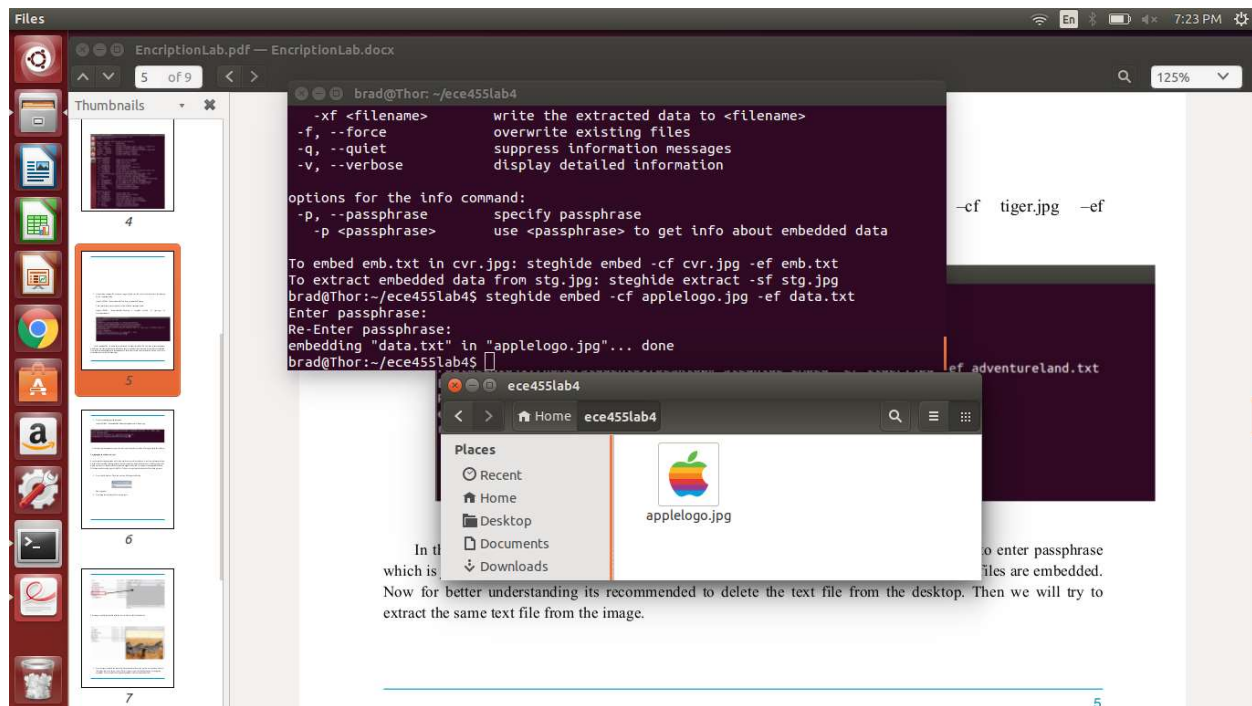 Files
En
7:23 PM
EncriptionLab.pdf — EncriptionLab.docx
5 of 9
125%
Thumbnails
4
5
6
7
brad@Thor: ~/ece455lab4
-xf <filename> write the extracted data to <filename>
-f, --force overwrite existing files
-q, --quiet suppress information messages
-v, --verbose display detailed information
options for the info command:
-p, --passphrase specify passphrase
-p <passphrase> use <passphrase> to get info about embedded data
To embed emb.txt in cvr.jpg: steghide embed -cf cvr.jpg -ef emb.txt
To extract embedded data from stg.jpg: steghide extract -sf stg.jpg
brad@Thor:~/ece455lab4$ steghide embed -cf applelogo.jpg -ef data.txt
Enter passphrase:
Re-Enter passphrase:
embedding "data.txt" in "applelogo.jpg"... done
brad@Thor:~/ece455lab4$
–cf tiger.jpg –ef
ef adventureland.txt
ece455lab4
Home ece455lab4
Places
Recent
Home
Desktop
Documents
Downloads
applelogo.jpg
In th
o enter passphrase
which is
files are embedded.
Now for better understanding its recommended to delete the text file from the desktop. Then we will try to
extract the same text file from the image.
5